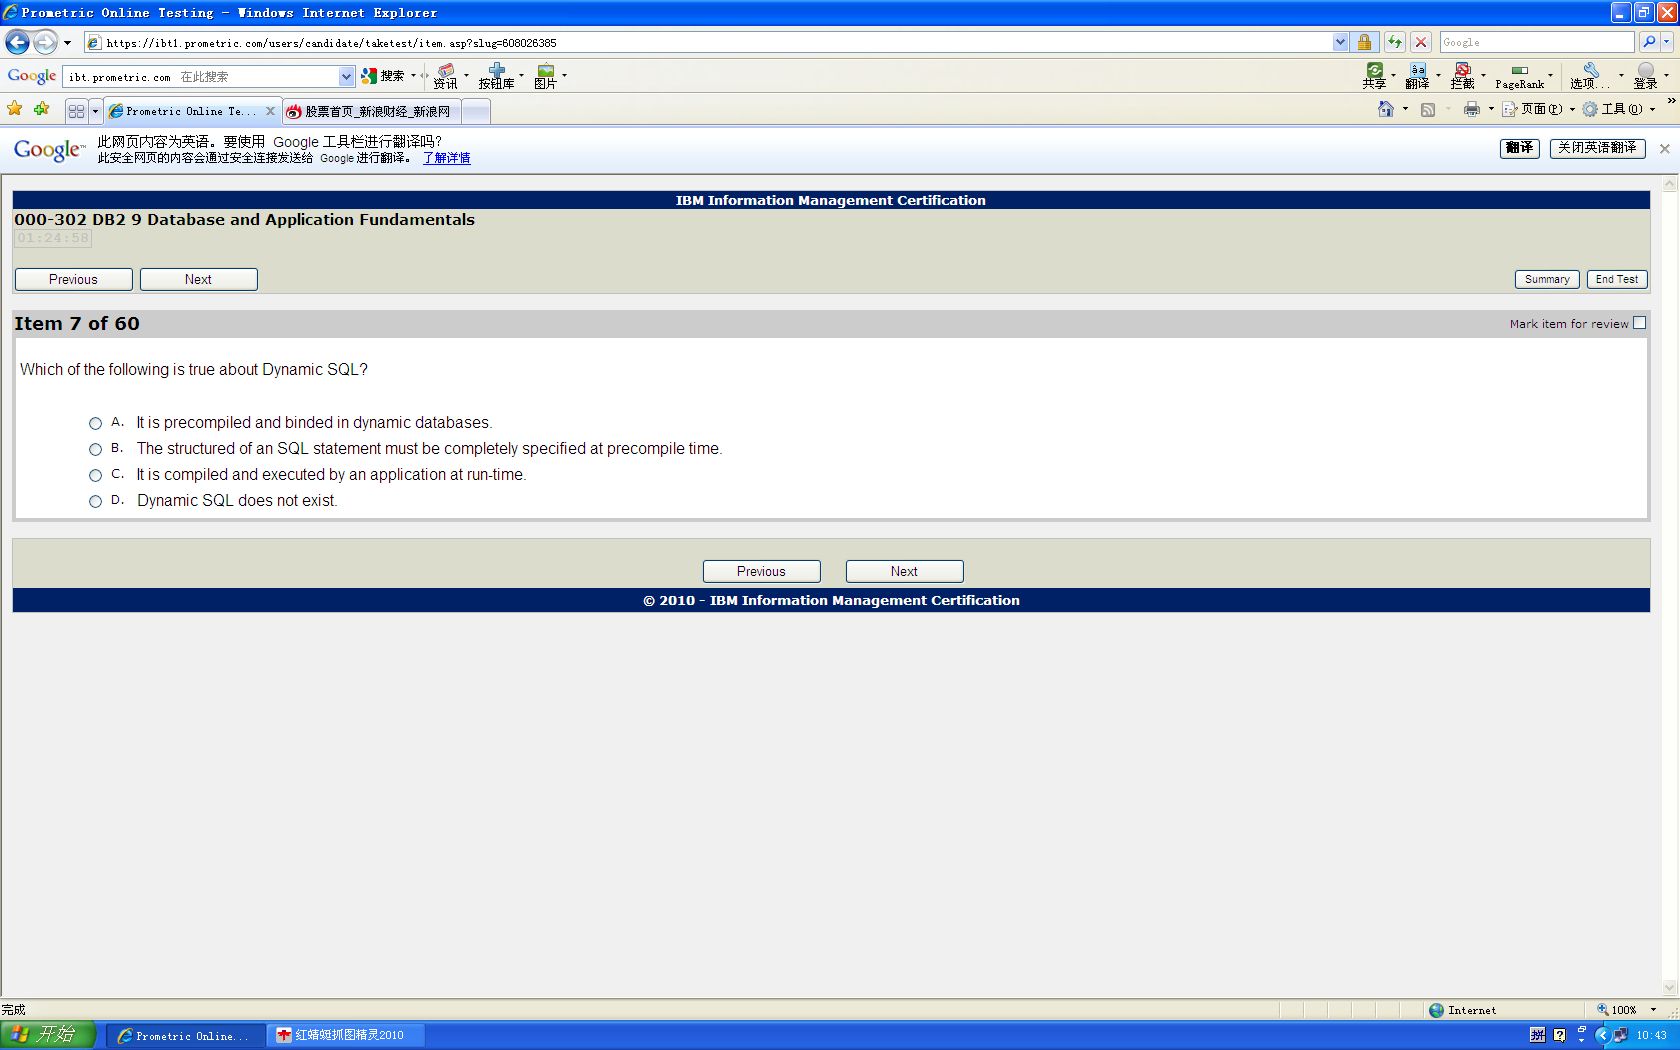 Prometric Online Testing - Windows Internet Explorer
https://ibt1.prometric.com/users/candidate/taketest/item.asp?slug=608026385
Google
Google ibt.prometric.com 在此搜索 搜索 资讯 按钮库 图片 共享 翻译 拦截 PageRank 选项... 登录
Prometric Online Te... 股票首页_新浪财经_新浪网 页面(P) 工具(O)
Google 此网页内容为英语。要使用 Google 工具栏进行翻译吗?
此安全网页的内容会通过安全连接发送给 Google 进行翻译。 了解详情
翻译 关闭英语翻译
IBM Information Management Certification
000-302 DB2 9 Database and Application Fundamentals
01:24:58
Previous Next Summary End Test
Item 7 of 60 Mark item for review
Which of the following is true about Dynamic SQL?
A. It is precompiled and binded in dynamic databases.
B. The structured of an SQL statement must be completely specified at precompile time.
C. It is compiled and executed by an application at run-time.
D. Dynamic SQL does not exist.
Previous Next
© 2010 - IBM Information Management Certification
完成 Internet 100%
开始 Prometric Online... 红蜻蜓抓图精灵2010 拼 10:43